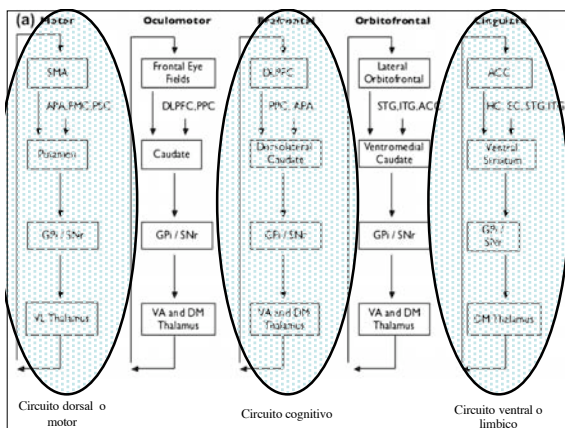 (a) Motor
Oculomotor
Prefrontal
Orbitofrontal
Cingulate
SMA
Frontal Eye
Fields
DLPFC
Lateral
Orbitofrontal
ACC
APA, PMC, PSC
DLPFC, PPC
PPC, APA
STG, ITG, ACC
HC, EC, STG, ITG
Putamen
Caudate
Dorsolateral
Caudate
Ventromedial
Caudate
Ventral
Striatum
GPi / SNr
GPi / SNr
GPi / SNr
GPi / SNr
GPi /
SNr
VL Thalamus
VA and DM
Thalamus
VA and DM
Thalamus
VA and DM
Thalamus
DM Thalamus
Circuito dorsal o
motor
Circuito cognitivo
Circuito ventral o
limbico